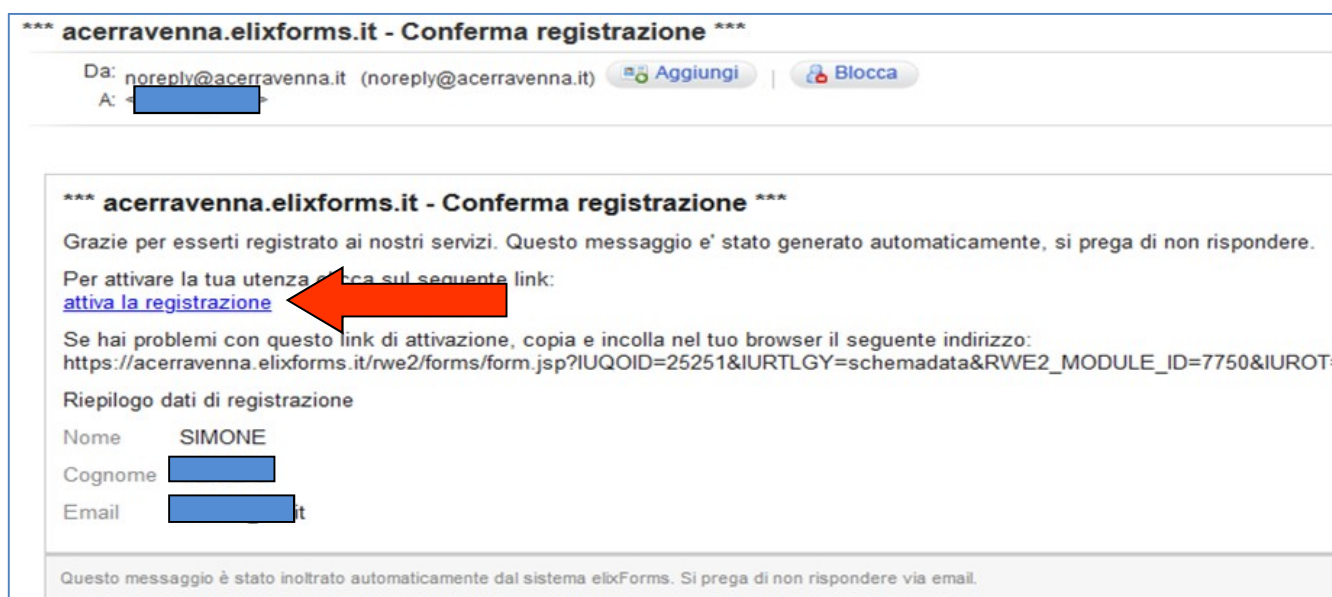 *** acerravenna.elixforms.it - Conferma registrazione ***
Da: noreply@acerravenna.it (noreply@acerravenna.it) Aggiungi | Blocca
A: < >
*** acerravenna.elixforms.it - Conferma registrazione ***
Grazie per esserti registrato ai nostri servizi. Questo messaggio e' stato generato automaticamente, si prega di non rispondere.
Per attivare la tua utenza clicca sul seguente link:
attiva la registrazione
Se hai problemi con questo link di attivazione, copia e incolla nel tuo browser il seguente indirizzo:
https://acerravenna.elixforms.it/rwe2/forms/form.jsp?IUQOID=25251&IURTLGY=schemadata&RWE2_MODULE_ID=7750&IUROT=
Riepilogo dati di registrazione
Nome SIMONE
Cognome
Email it
Questo messaggio è stato inoltrato automaticamente dal sistema elixForms. Si prega di non rispondere via email.